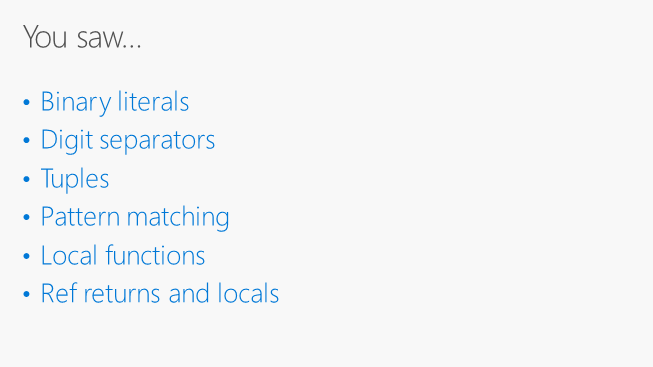 You saw...
• Binary literals
• Digit separators
• Tuples
• Pattern matching
• Local functions
• Ref returns and locals